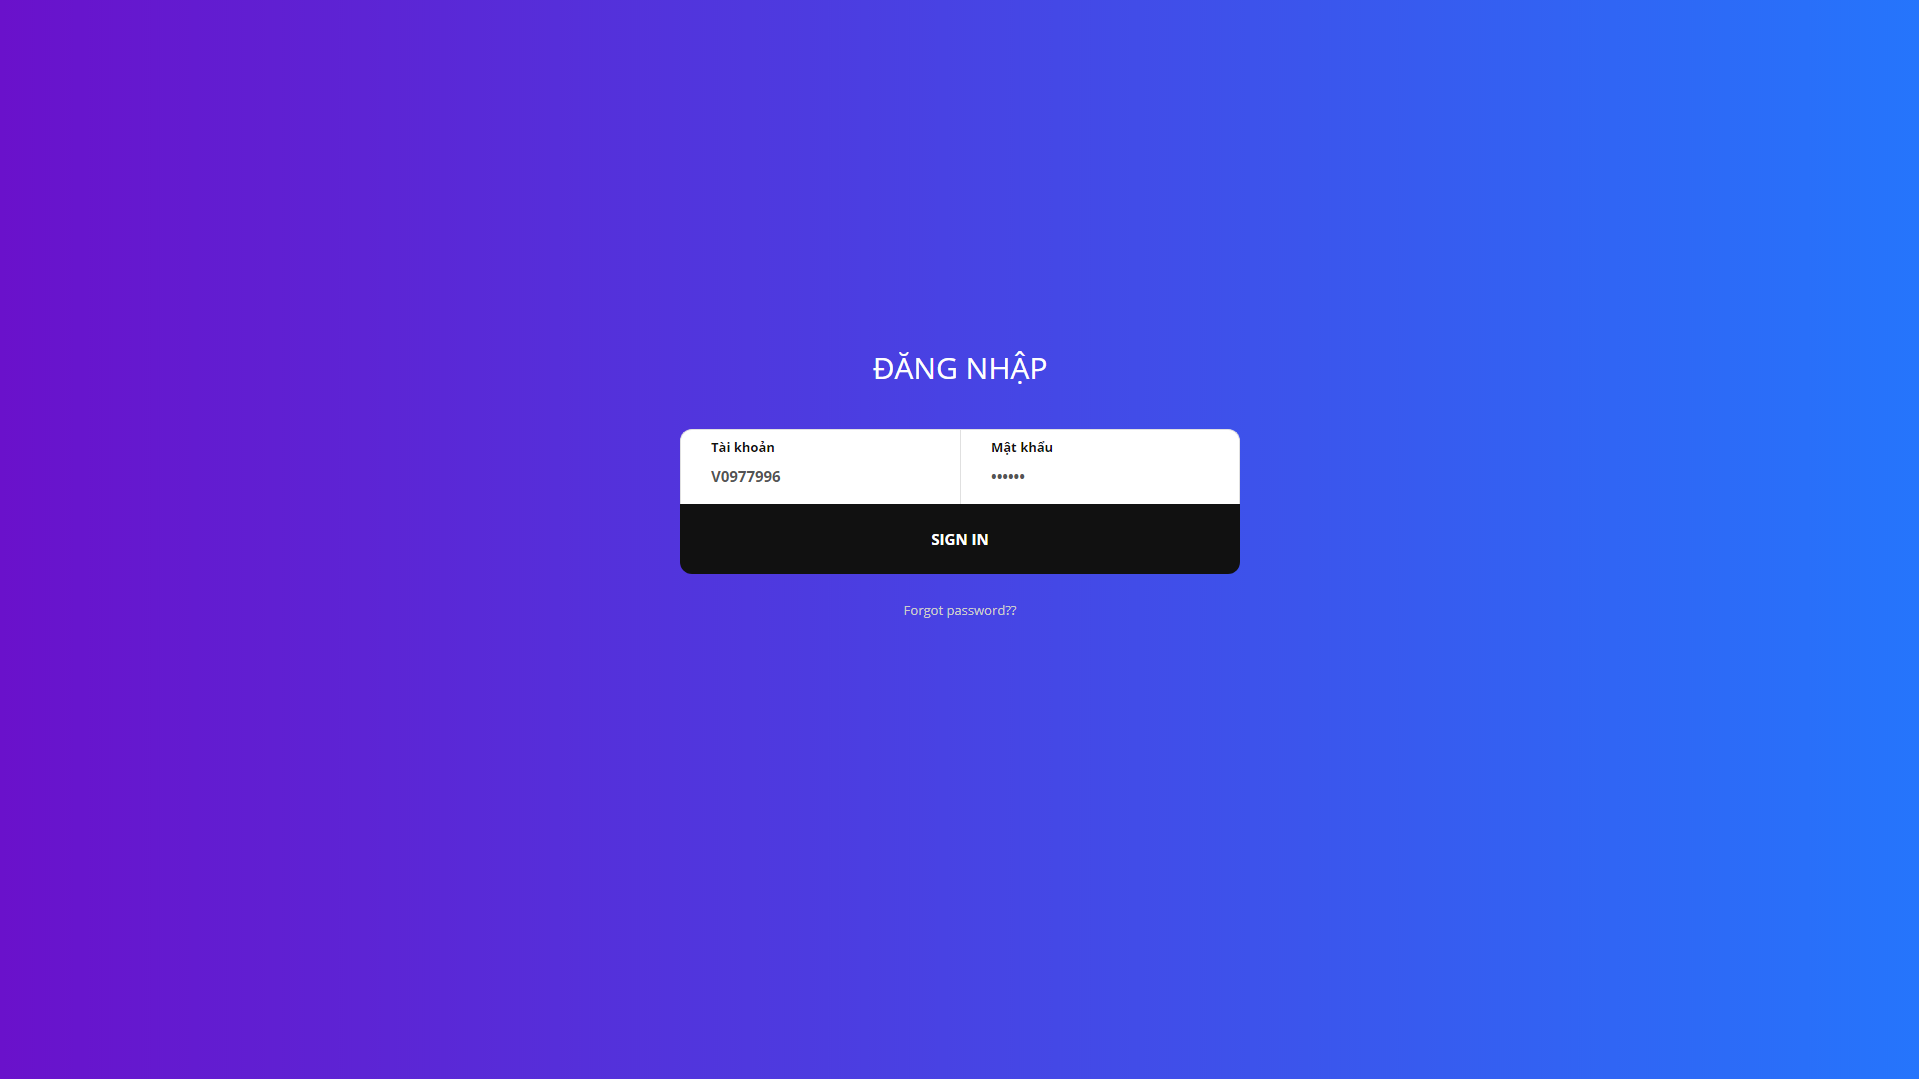 ĐĂNG NHẬP
Tài khoản
Mật khẩu
V0977996
••••••
SIGN IN
Forgot password??